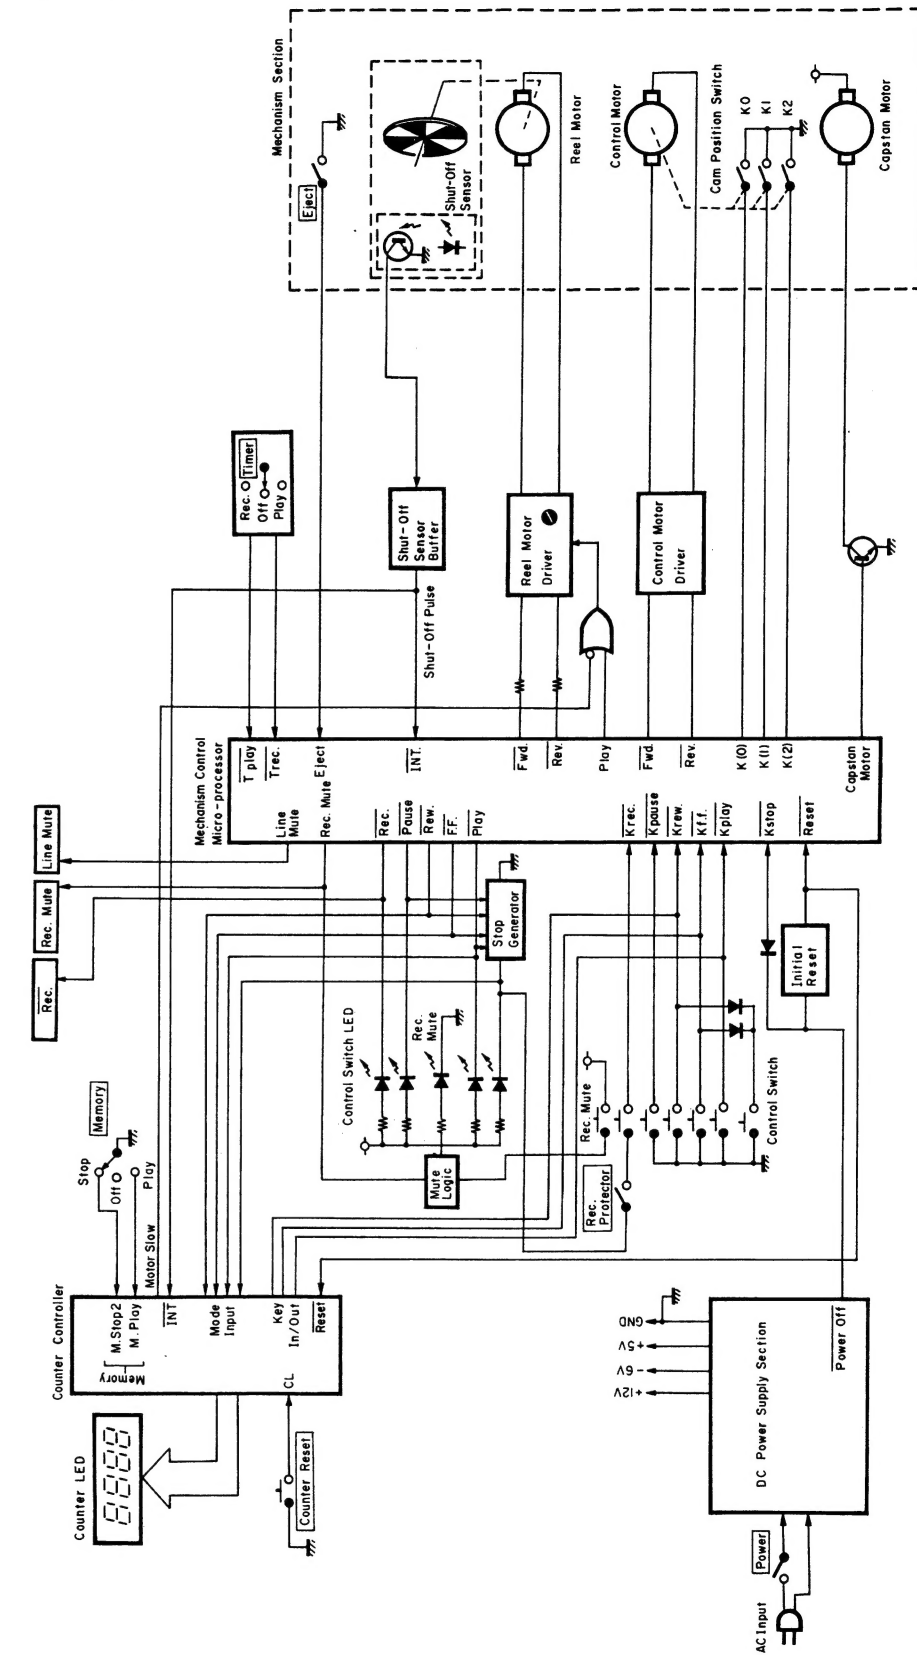 Mechanism Section
Eject
Shut-Off
Sensor
Reel Motor
Control Motor
Cam Position Switch
K0
K1
K2
Capstan Motor
Rec.
Off
Play
Timer
Shut-Off
Sensor
Buffer
Shut-Off Pulse
Reel Motor
Driver
Control Motor
Driver
Mechanism Control
Micro-processor
T play
Trec.
Eject
INT.
Fwd.
Rev.
Play
Fwd.
Rev.
K(0)
K(1)
K(2)
Capstan
Motor
Line
Mute
Rec. Mute
Rec.
Pause
Rew.
F.F.
Play
Krec.
Kpause
Krew.
Kf.f.
Kplay
Kstop
Reset
Line Mute
Rec. Mute
Rec.
Stop
Generator
Initial
Reset
Control Switch LED
Rec.
Mute
Mute
Logic
Rec. Mute
Rec.
Protector
Control Switch
Memory
Stop
Off
Play
Motor Slow
Counter Controller
M.Stop2
M.Play
Memory
INT
Mode
Input
Key
In/Out
Reset
CL
Counter LED
8888
Counter Reset
GND
+5V
-6V
+12V
DC Power Supply Section
Power Off
Power
AC Input